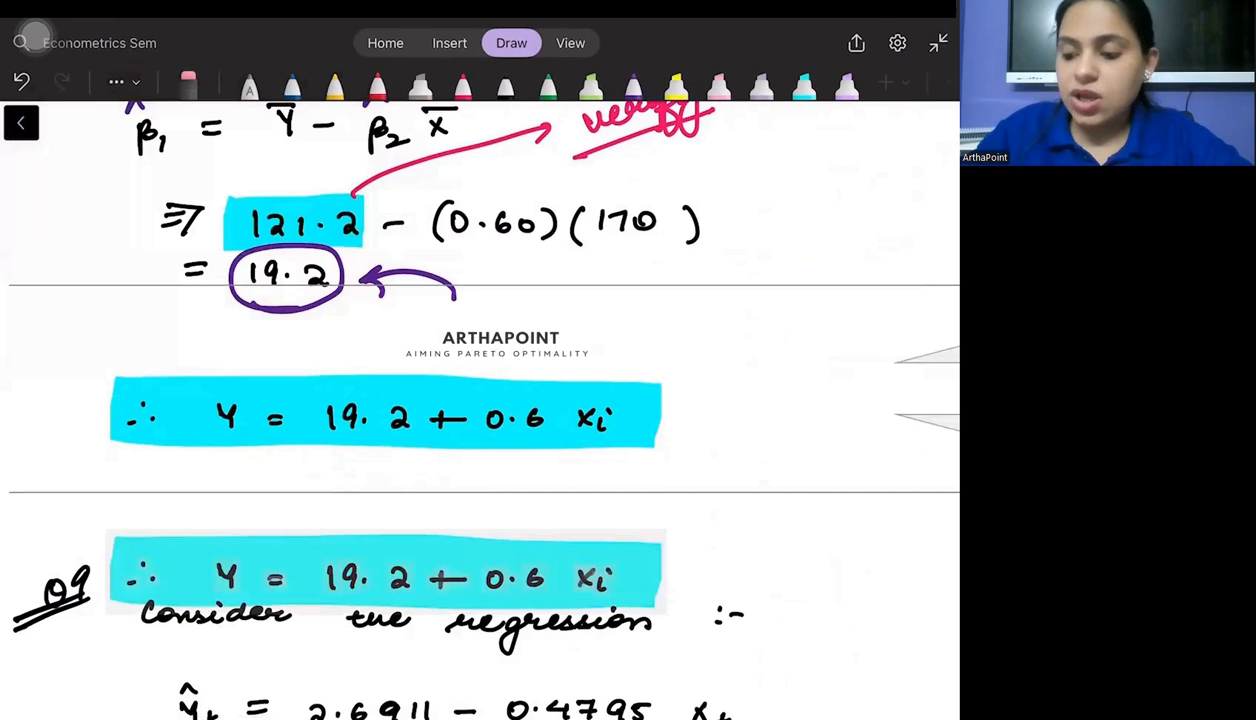 Econometrics Sem
Home Insert Draw View
β̂₁ = Y̅ - β̂₂ X̅
⇒ 121.2 - (0.60)(170)
= 19.2
ARTHAPOINT
AIMING PARETO OPTIMALITY
∴ Y = 19.2 + 0.6 xᵢ
∴ Y = 19.2 + 0.6 xᵢ
Q9
Consider the regression :-
ŷₜ = 2.6911 - 0.4795 xₜ
ArthaPoint